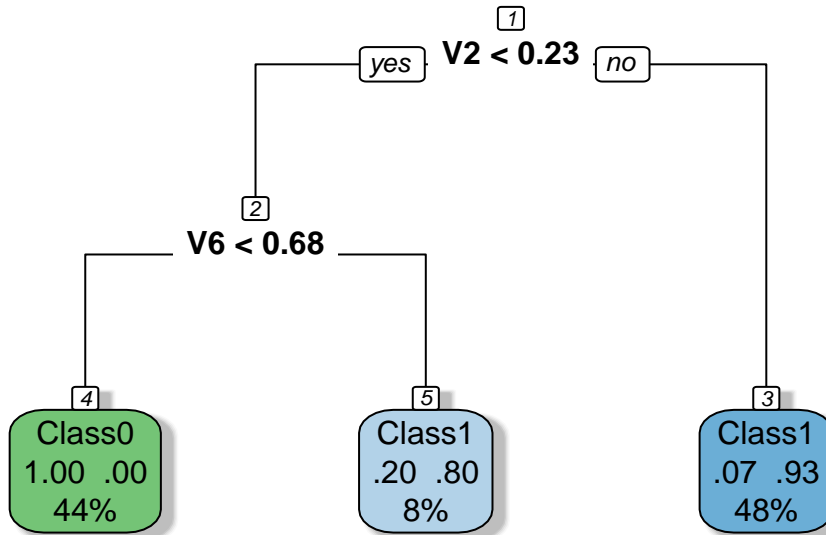 1
yes V2 < 0.23 no
2
V6 < 0.68
4
Class0
1.00 .00
44%
5
Class1
.20 .80
8%
3
Class1
.07 .93
48%